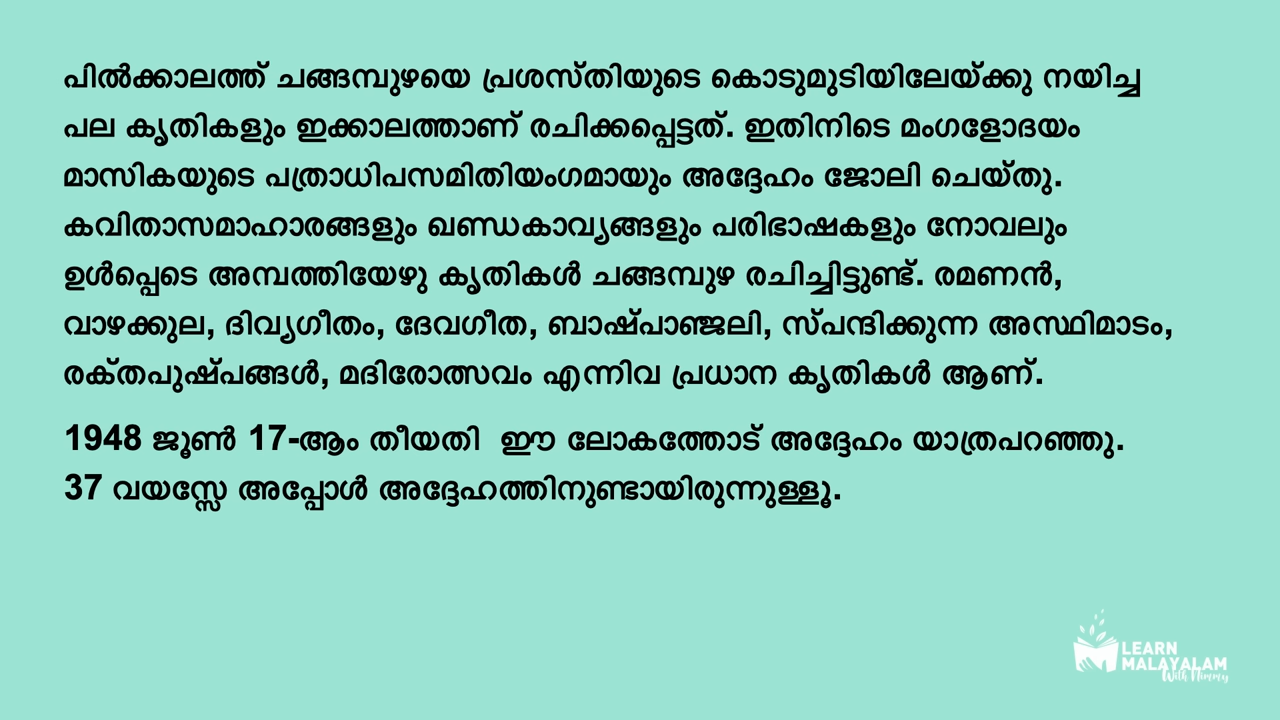 പിൽക്കാലത്ത് ചങ്ങമ്പുഴയെ പ്രശസ്തിയുടെ കൊടുമുടിയിലേയ്ക്കു നയിച്ച
പല കൃതികളും ഇക്കാലത്താണ് രചിക്കപ്പെട്ടത്. ഇതിനിടെ മംഗളോദയം
മാസികയുടെ പത്രാധിപസമിതിയംഗമായും അദ്ദേഹം ജോലി ചെയ്തു.
കവിതാസമാഹാരങ്ങളും ഖണ്ഡകാവ്യങ്ങളും പരിഭാഷകളും നോവലും
ഉൾപ്പെടെ അമ്പത്തിയേഴു കൃതികൾ ചങ്ങമ്പുഴ രചിച്ചിട്ടുണ്ട്. രമണൻ,
വാഴക്കുല, ദിവ്യഗീതം, ദേവഗീത, ബാഷ്പാഞ്ജലി, സ്പന്ദിക്കുന്ന അസ്ഥിമാടം,
രക്തപുഷ്പങ്ങൾ, മദിരോത്സവം എന്നിവ പ്രധാന കൃതികൾ ആണ്.
1948 ജൂൺ 17-ആം തീയതി ഈ ലോകത്തോട് അദ്ദേഹം യാത്രപറഞ്ഞു.
37 വയസ്സേ അപ്പോൾ അദ്ദേഹത്തിനുണ്ടായിരുന്നുള്ളൂ.
LEARN
MALAYALAM
With Nimmy